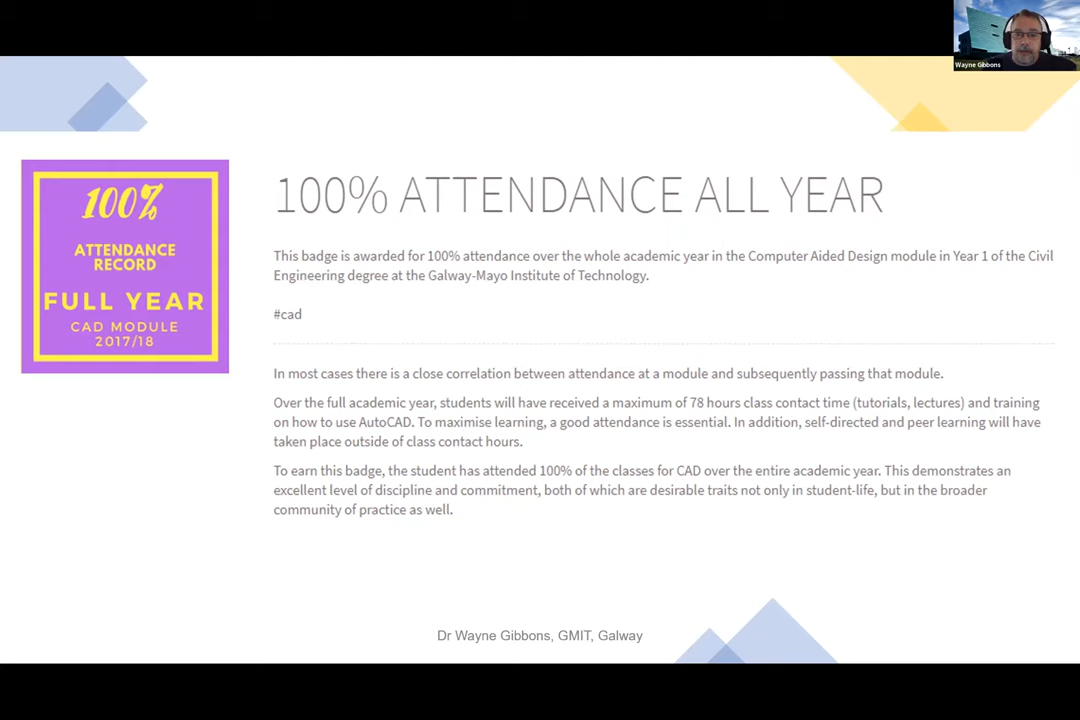 Wayne Gibbons
100%
ATTENDANCE
RECORD
FULL YEAR
CAD MODULE
2017/18
100% ATTENDANCE ALL YEAR
This badge is awarded for 100% attendance over the whole academic year in the Computer Aided Design module in Year 1 of the Civil
Engineering degree at the Galway-Mayo Institute of Technology.
#cad
In most cases there is a close correlation between attendance at a module and subsequently passing that module.
Over the full academic year, students will have received a maximum of 78 hours class contact time (tutorials, lectures) and training
on how to use AutoCAD. To maximise learning, a good attendance is essential. In addition, self-directed and peer learning will have
taken place outside of class contact hours.
To earn this badge, the student has attended 100% of the classes for CAD over the entire academic year. This demonstrates an
excellent level of discipline and commitment, both of which are desirable traits not only in student-life, but in the broader
community of practice as well.
Dr Wayne Gibbons, GMIT, Galway